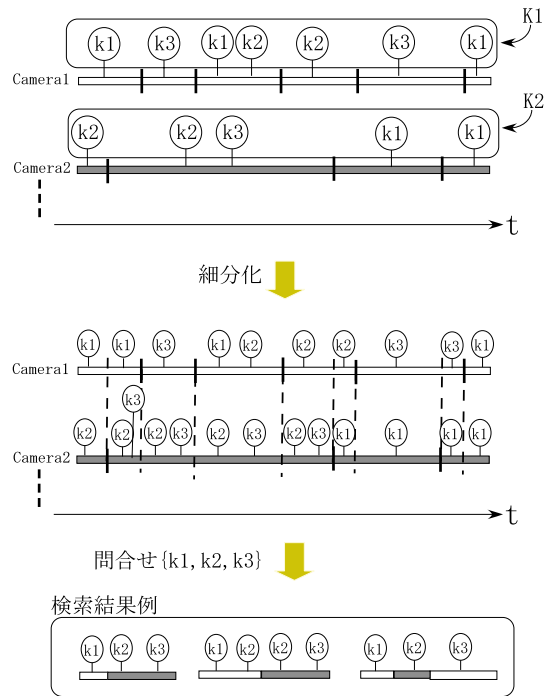 K1
k1 k3 k1 k2 k2 k3 k1
Camera1
K2
k2 k2 k3 k1 k1
Camera2
t
細分化
k1 k1 k3 k1 k2 k2 k2 k3 k3 k1
Camera1
k3
k2 k2 k2 k3 k2 k3 k2 k3 k1 k1 k1 k1
Camera2
t
問合せ{k1,k2,k3}
検索結果例
k1 k2 k3 k1 k2 k2 k3 k1 k2 k3